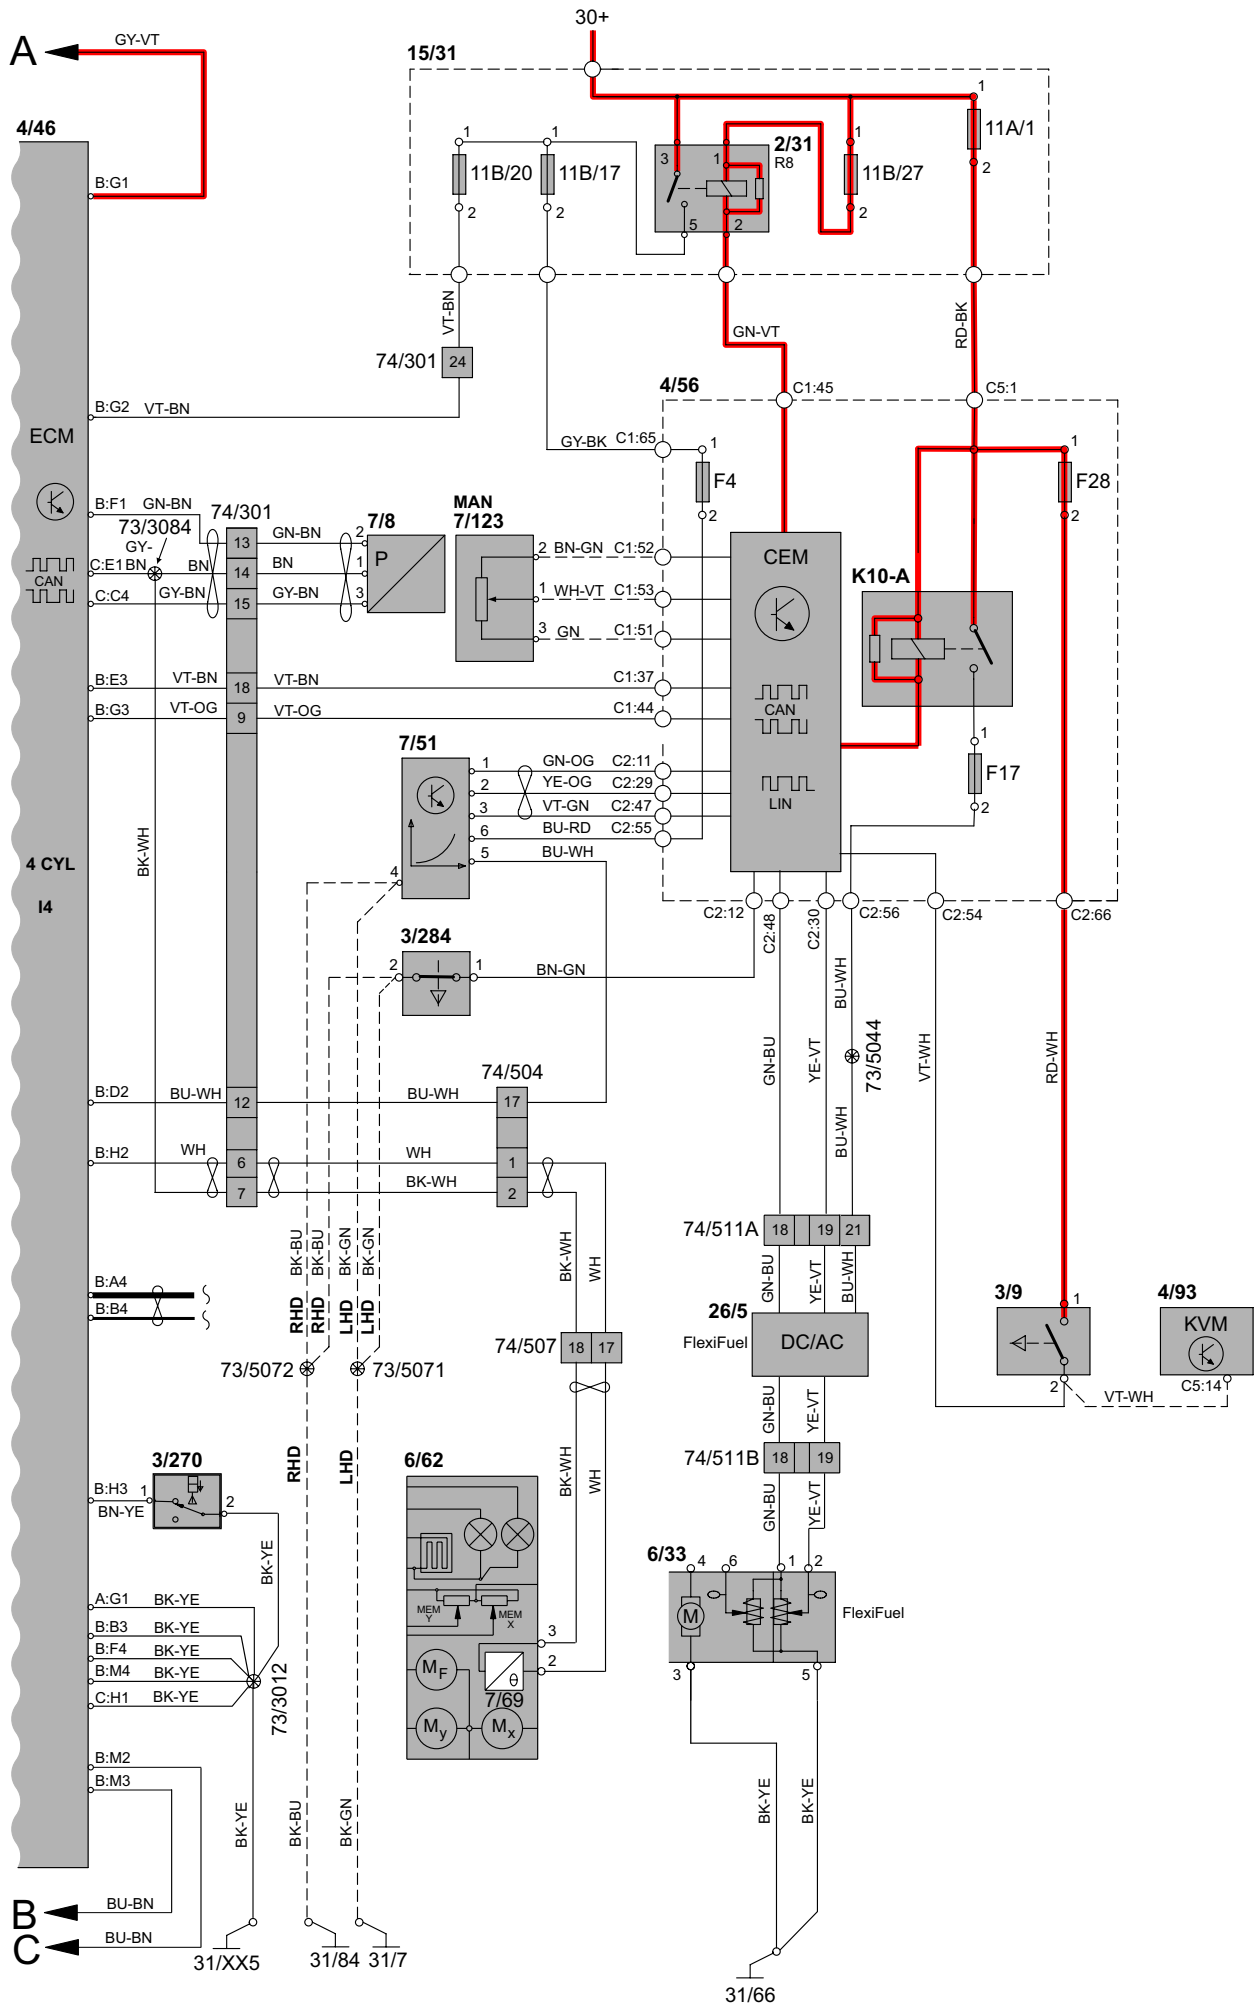 30+
A
GY-VT
15/31
4/46
1
11A/1
2
1
1
11B/20
11B/17
2
2
2/31
R8
3
1
5
2
1
11B/27
2
B:G1
VT-BN
GN-VT
RD-BK
74/301
24
4/56
C1:45
C5:1
B:G2
VT-BN
ECM
GY-BK
C1:65
1
F4
2
1
F28
2
B:F1
GN-BN
74/301
73/3084
GY-
C:E1
BN
BN
CAN
C:C4
GY-BN
13
14
15
GN-BN
BN
GY-BN
7/8
2
1
3
P
MAN
7/123
2
BN-GN
C1:52
1
WH-VT
C1:53
3
GN
C1:51
CEM
CAN
LIN
K10-A
B:E3
VT-BN
18
VT-BN
C1:37
B:G3
VT-OG
9
VT-OG
C1:44
7/51
1
GN-OG
C2:11
2
YE-OG
C2:29
3
VT-GN
C2:47
6
BU-RD
C2:55
5
BU-WH
4
1
F17
2
BK-WH
4 CYL
I4
C2:12
C2:48
C2:30
C2:56
C2:54
C2:66
3/284
2
1
BN-GN
GN-BU
YE-VT
BU-WH
73/5044
BU-WH
VT-WH
RD-WH
B:D2
BU-WH
12
BU-WH
74/504
17
B:H2
WH
6
WH
1
7
BK-WH
2
BK-BU
BK-BU
BK-GN
BK-GN
RHD
RHD
LHD
LHD
BK-WH
WH
74/511A
18
19
21
GN-BU
YE-VT
BU-WH
B:A4
B:B4
26/5
FlexiFuel
DC/AC
3/9
1
2
4/93
KVM
C5:14
VT-WH
74/507
18
17
73/5072
73/5071
GN-BU
YE-VT
74/511B
18
19
RHD
LHD
BK-WH
WH
GN-BU
YE-VT
3/270
B:H3
1
2
BN-YE
BK-YE
6/62
MEM
Y
MEM
X
3
2
MF
θ
7/69
My
Mx
6/33
4
6
1
2
M
FlexiFuel
3
5
A:G1
BK-YE
B:B3
BK-YE
B:F4
BK-YE
B:M4
BK-YE
C:H1
BK-YE
73/3012
B:M2
B:M3
BK-YE
BK-BU
BK-GN
BK-YE
BK-YE
B
BU-BN
C
BU-BN
31/XX5
31/84
31/7
31/66